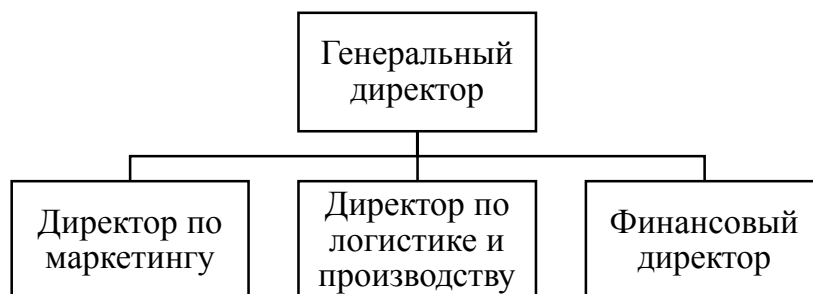 Генеральный
директор
Директор по
маркетингу
Директор по
логистике и
производству
Финансовый
директор